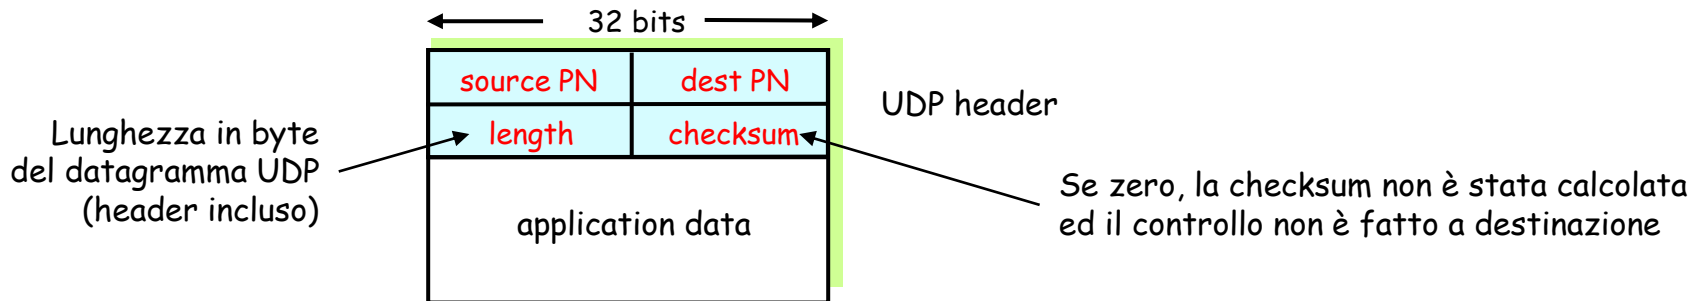 32 bits
source PN
dest PN
UDP header
Lunghezza in byte
del datagramma UDP
(header incluso)
length
checksum
Se zero, la checksum non è stata calcolata
ed il controllo non è fatto a destinazione
application data